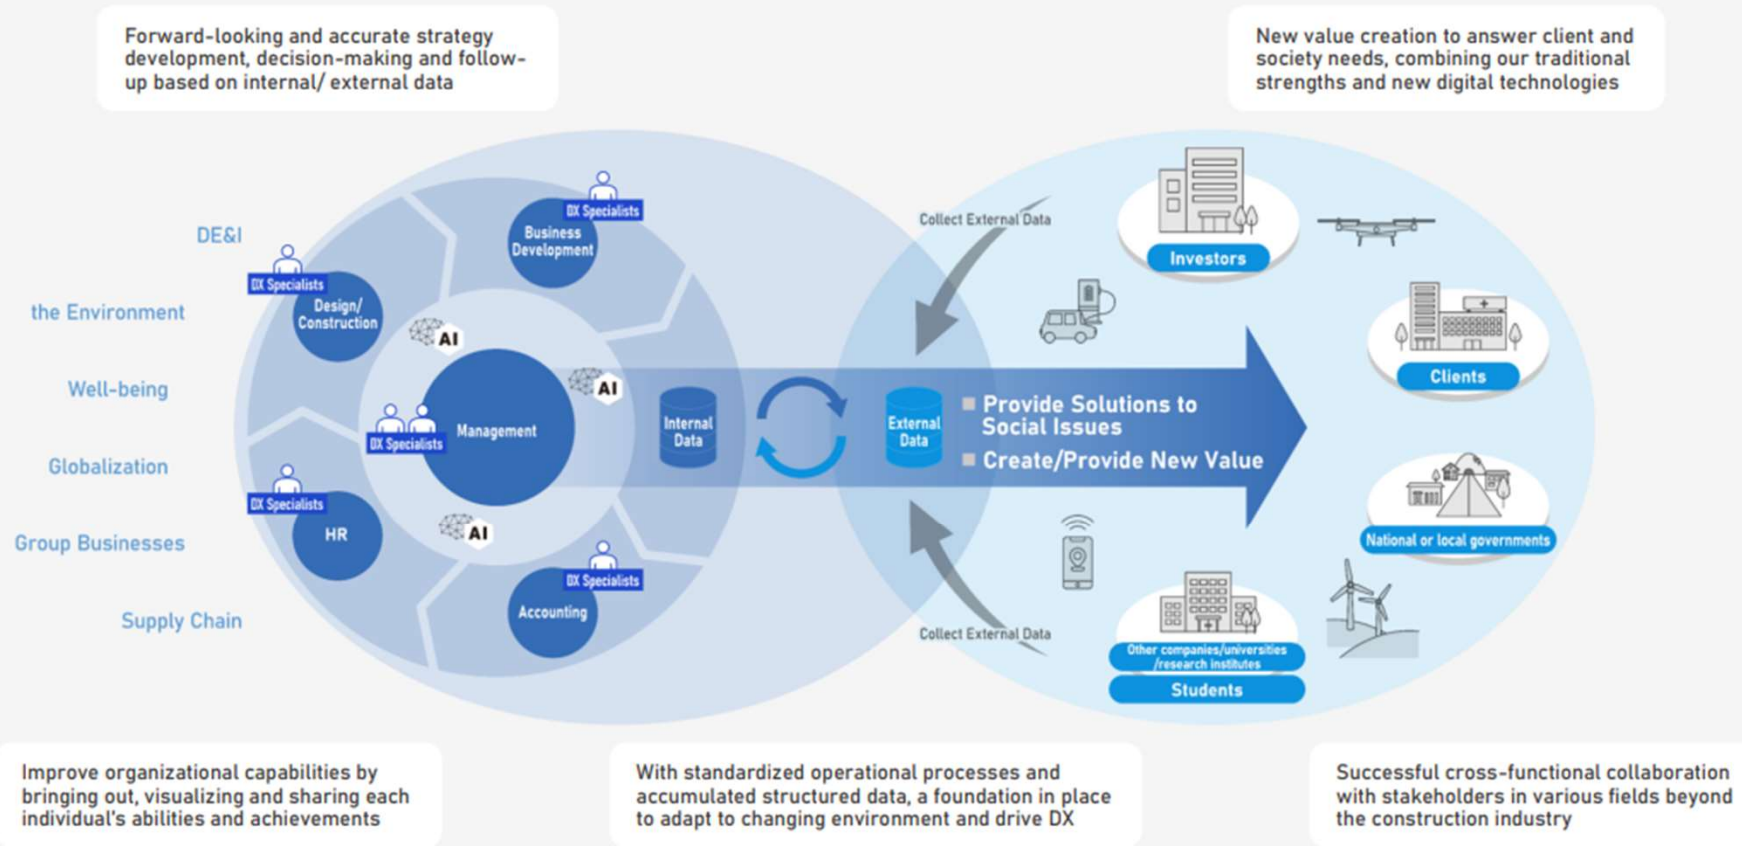 Forward-looking and accurate strategy
development, decision-making and follow-
up based on internal/ external data
New value creation to answer client and
society needs, combining our traditional
strengths and new digital technologies
DE&I
the Environment
Well-being
Globalization
Group Businesses
Supply Chain
DX Specialists
Business
Development
DX Specialists
Design/
Construction
AI
AI
DX Specialists
Management
DX Specialists
HR
AI
DX Specialists
Accounting
Internal
Data
External
Data
Collect External Data
Provide Solutions to
Social Issues
Create/Provide New Value
Collect External Data
Investors
Clients
National or local governments
Other companies/universities
/research institutes
Students
Improve organizational capabilities by
bringing out, visualizing and sharing each
individual's abilities and achievements
With standardized operational processes and
accumulated structured data, a foundation in place
to adapt to changing environment and drive DX
Successful cross-functional collaboration
with stakeholders in various fields beyond
the construction industry